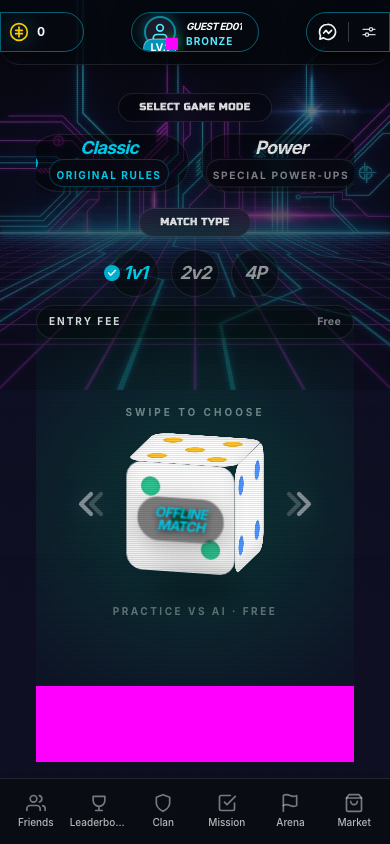 0
GUEST ED01
BRONZE
SELECT GAME MODE
Classic
Power
ORIGINAL RULES
SPECIAL POWER-UPS
MATCH TYPE
1v1
2v2
4P
ENTRY FEE
Free
SWIPE TO CHOOSE
OFFLINE
MATCH
PRACTICE VS AI · FREE
Friends
Leaderbo...
Clan
Mission
Arena
Market